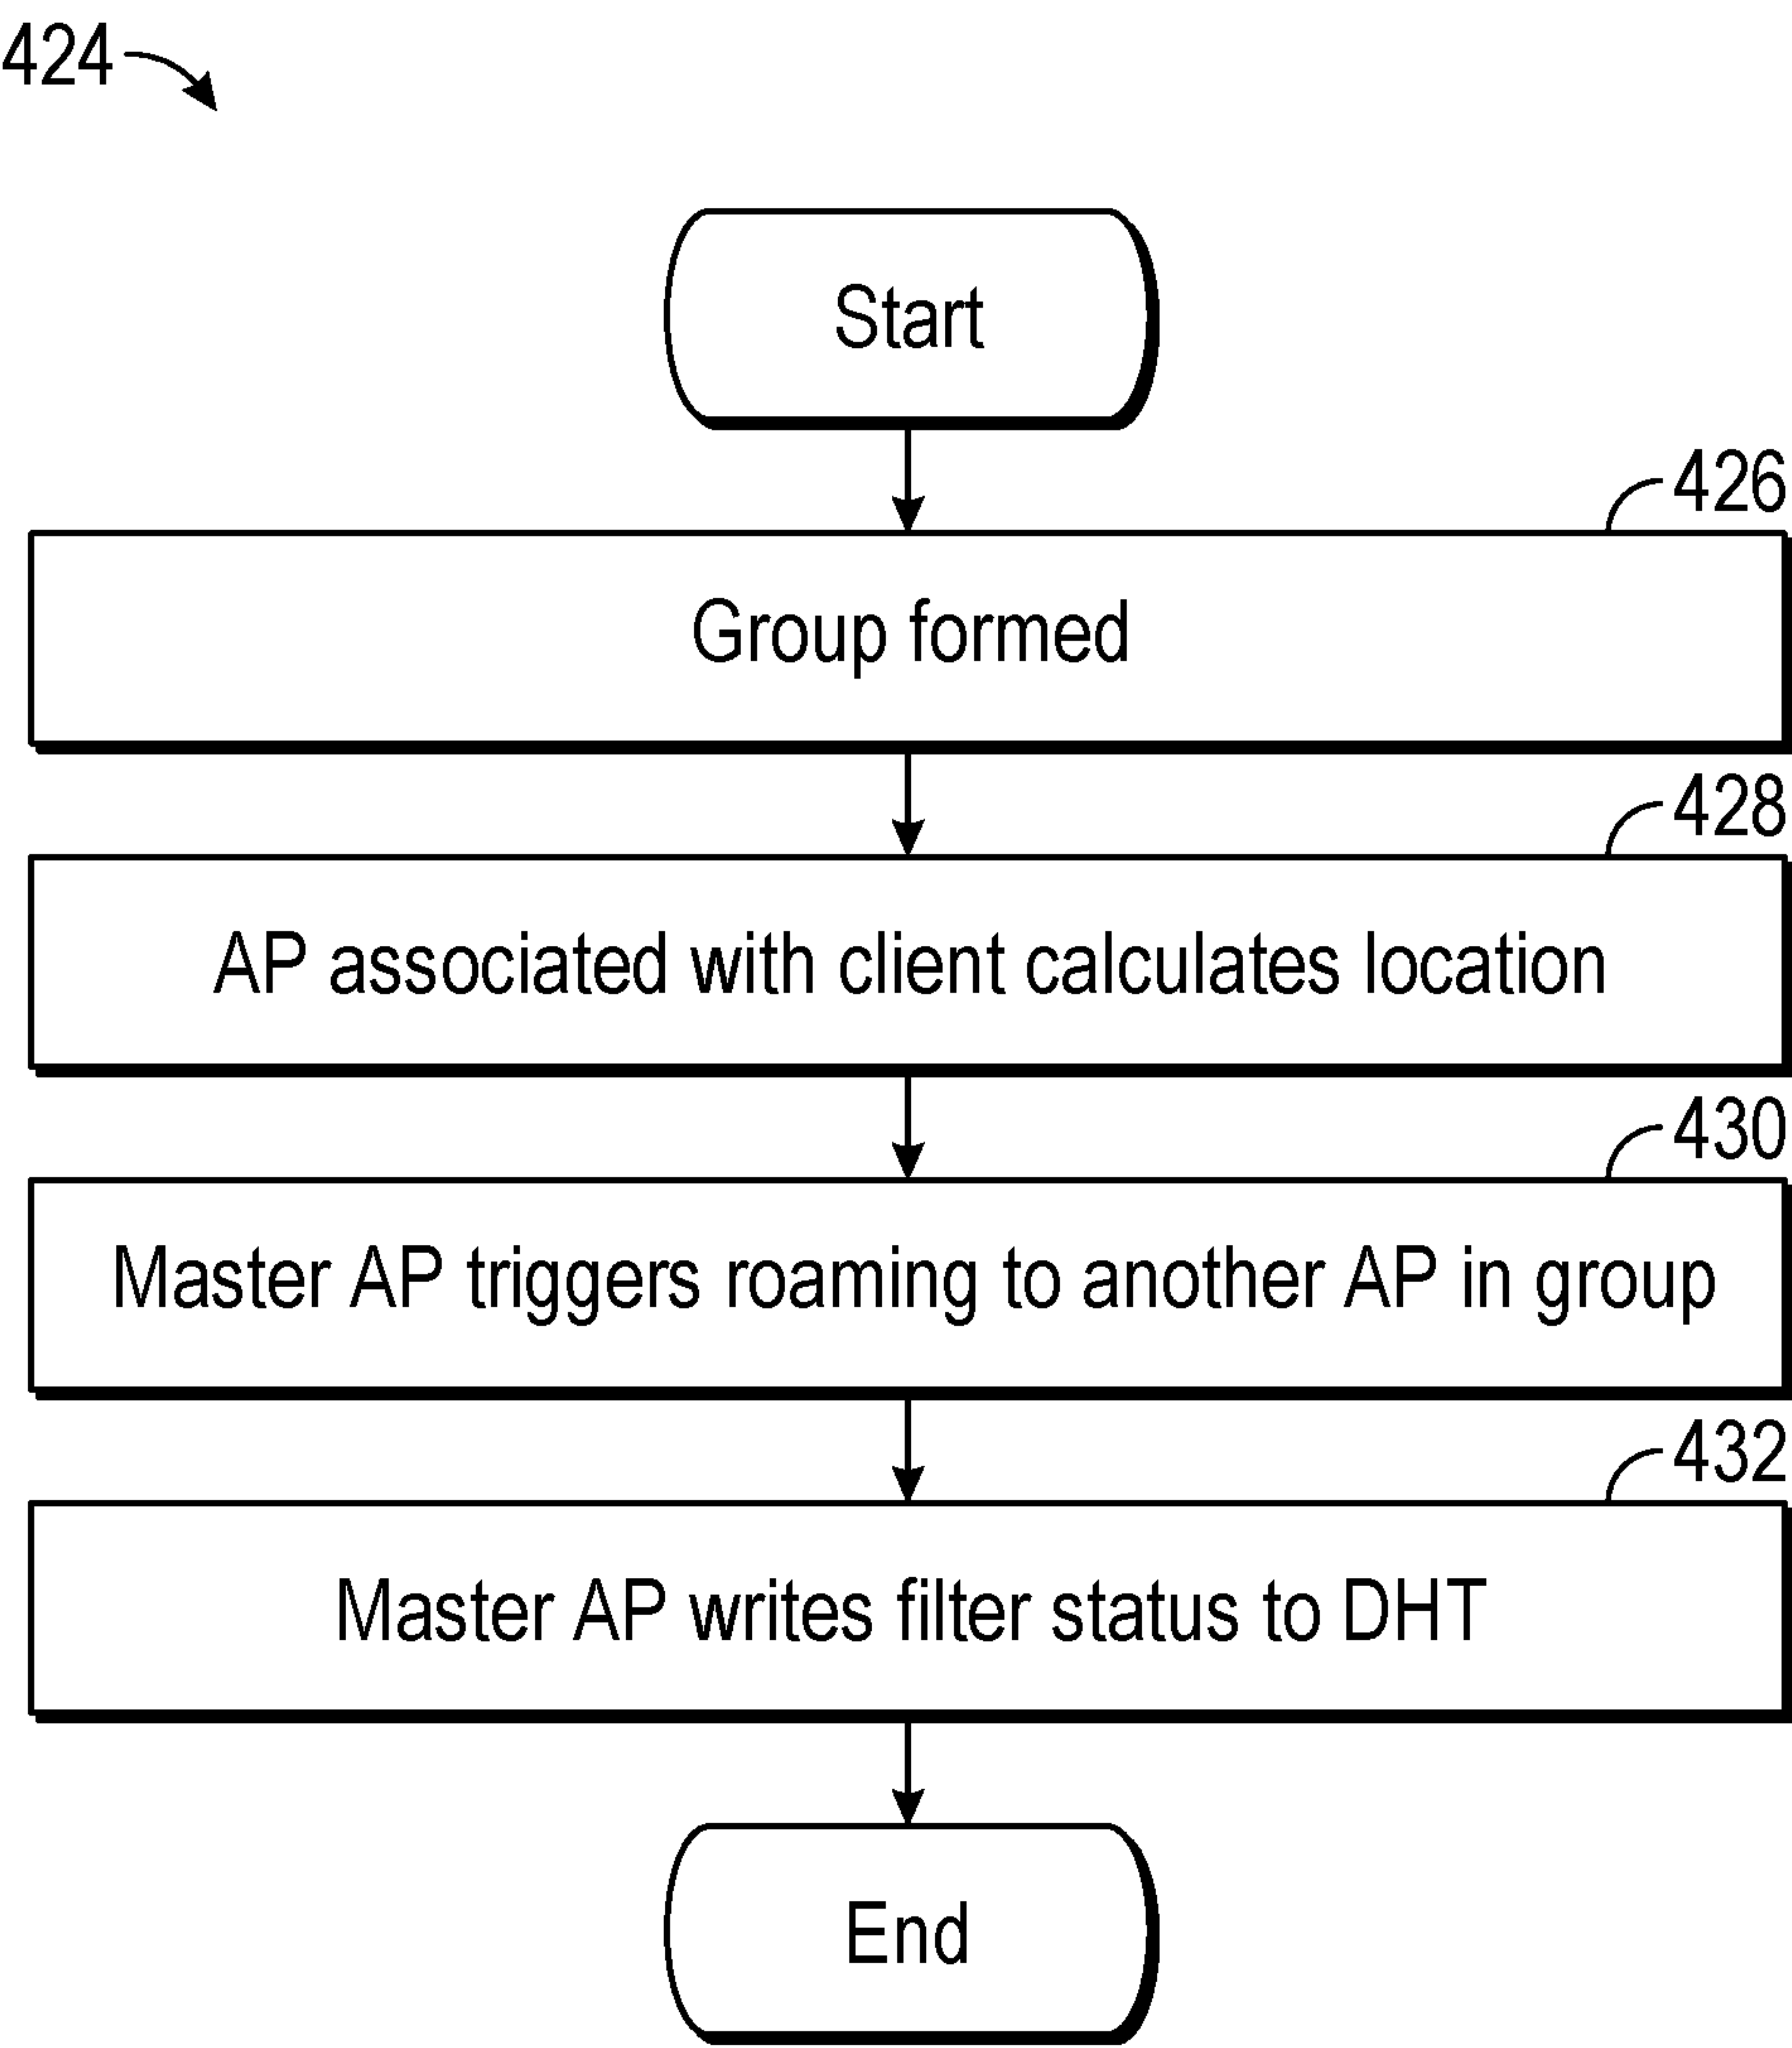 424
Start
426
Group formed
428
AP associated with client calculates location
430
Master AP triggers roaming to another AP in group
432
Master AP writes filter status to DHT
End